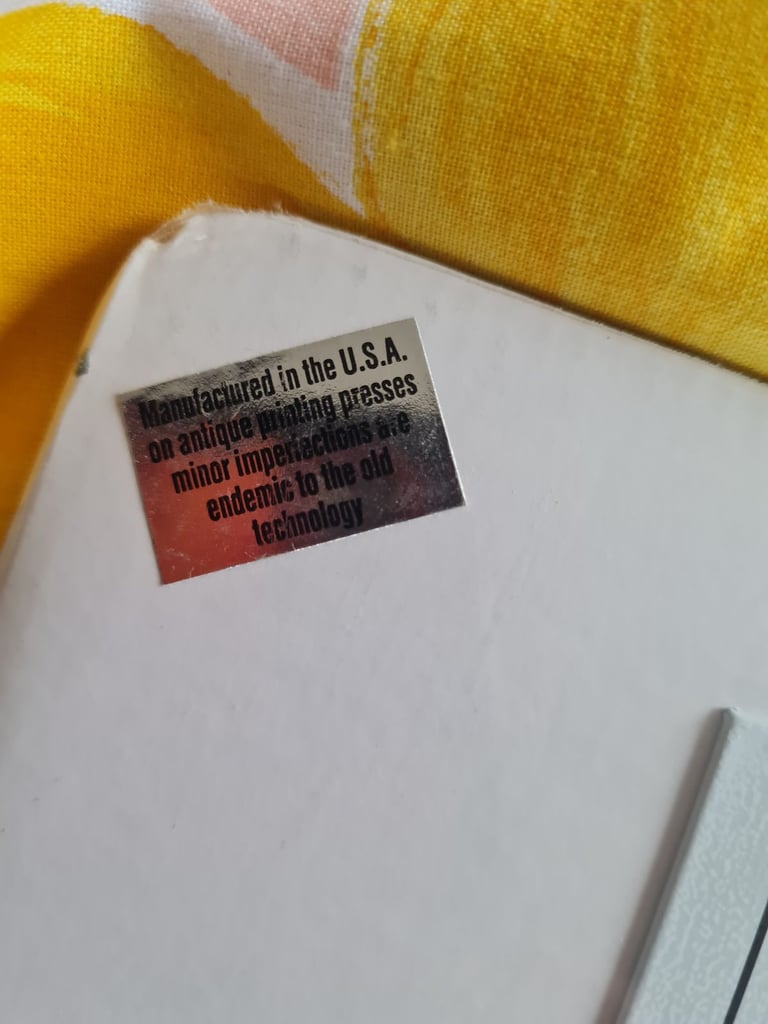 Manufactured in the U.S.A.
on antique printing presses
minor imperfections are
endemic to the old
technology